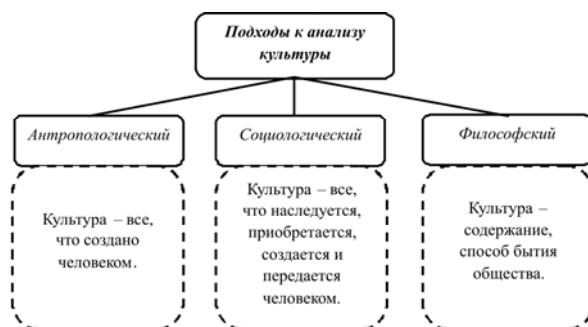 Подходы к анализу
культуры
Антропологический
Социологический
Философский
Культура – все,
что создано
человеком.
Культура – все,
что наследуется,
приобретается,
создается и
передается
человеком.
Культура –
содержание,
способ бытия
общества.